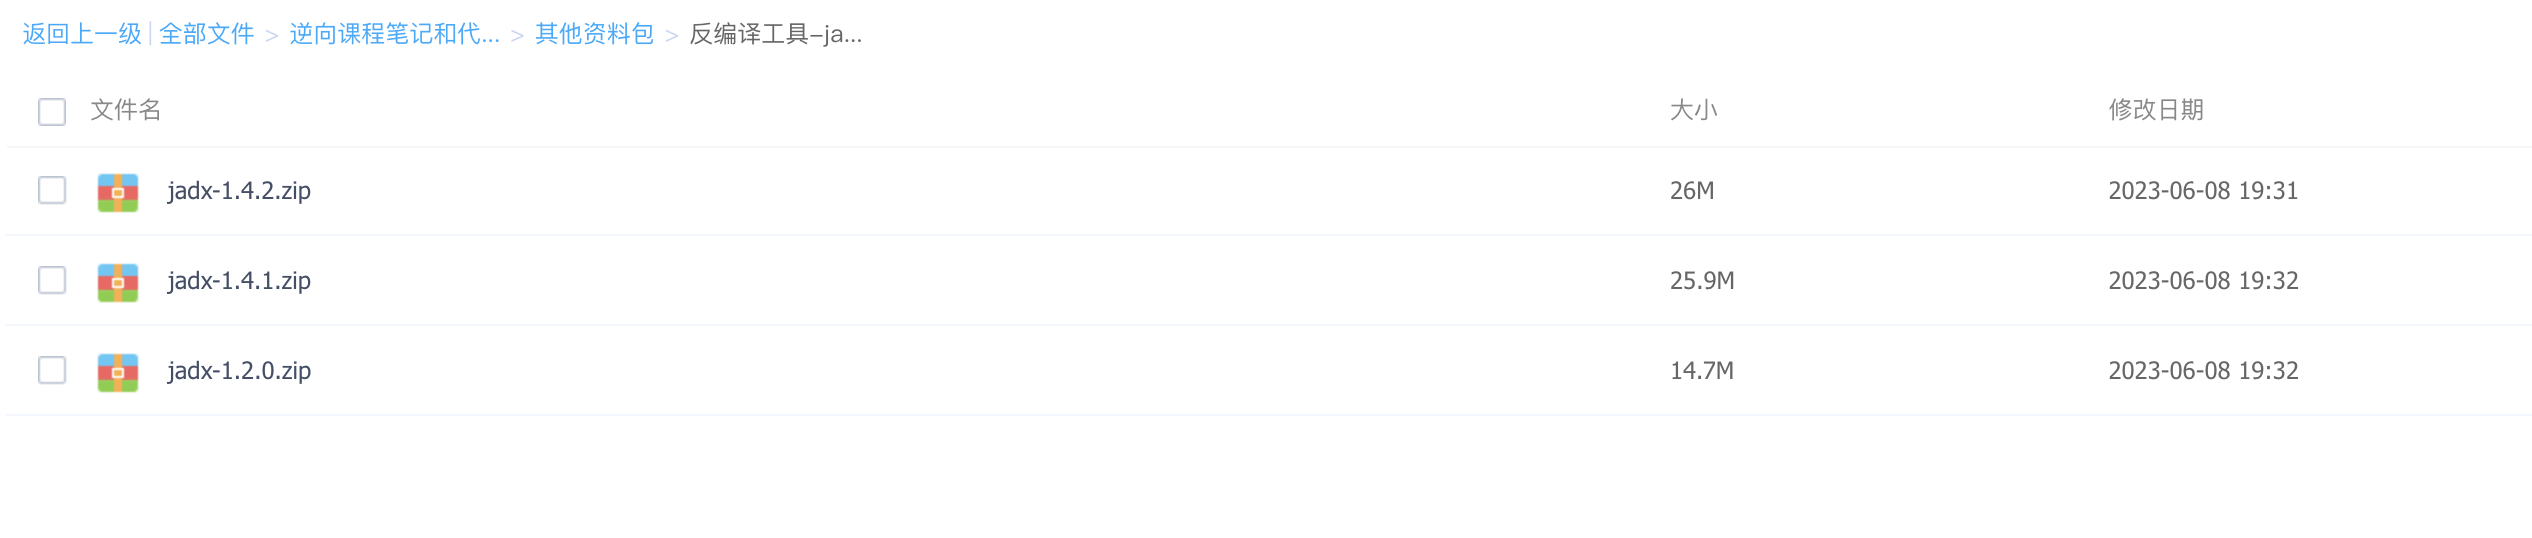 返回上一级 | 全部文件 > 逆向课程笔记和代... > 其他资料包 > 反编译工具-ja...
文件名 大小 修改日期
jadx-1.4.2.zip 26M 2023-06-08 19:31
jadx-1.4.1.zip 25.9M 2023-06-08 19:32
jadx-1.2.0.zip 14.7M 2023-06-08 19:32